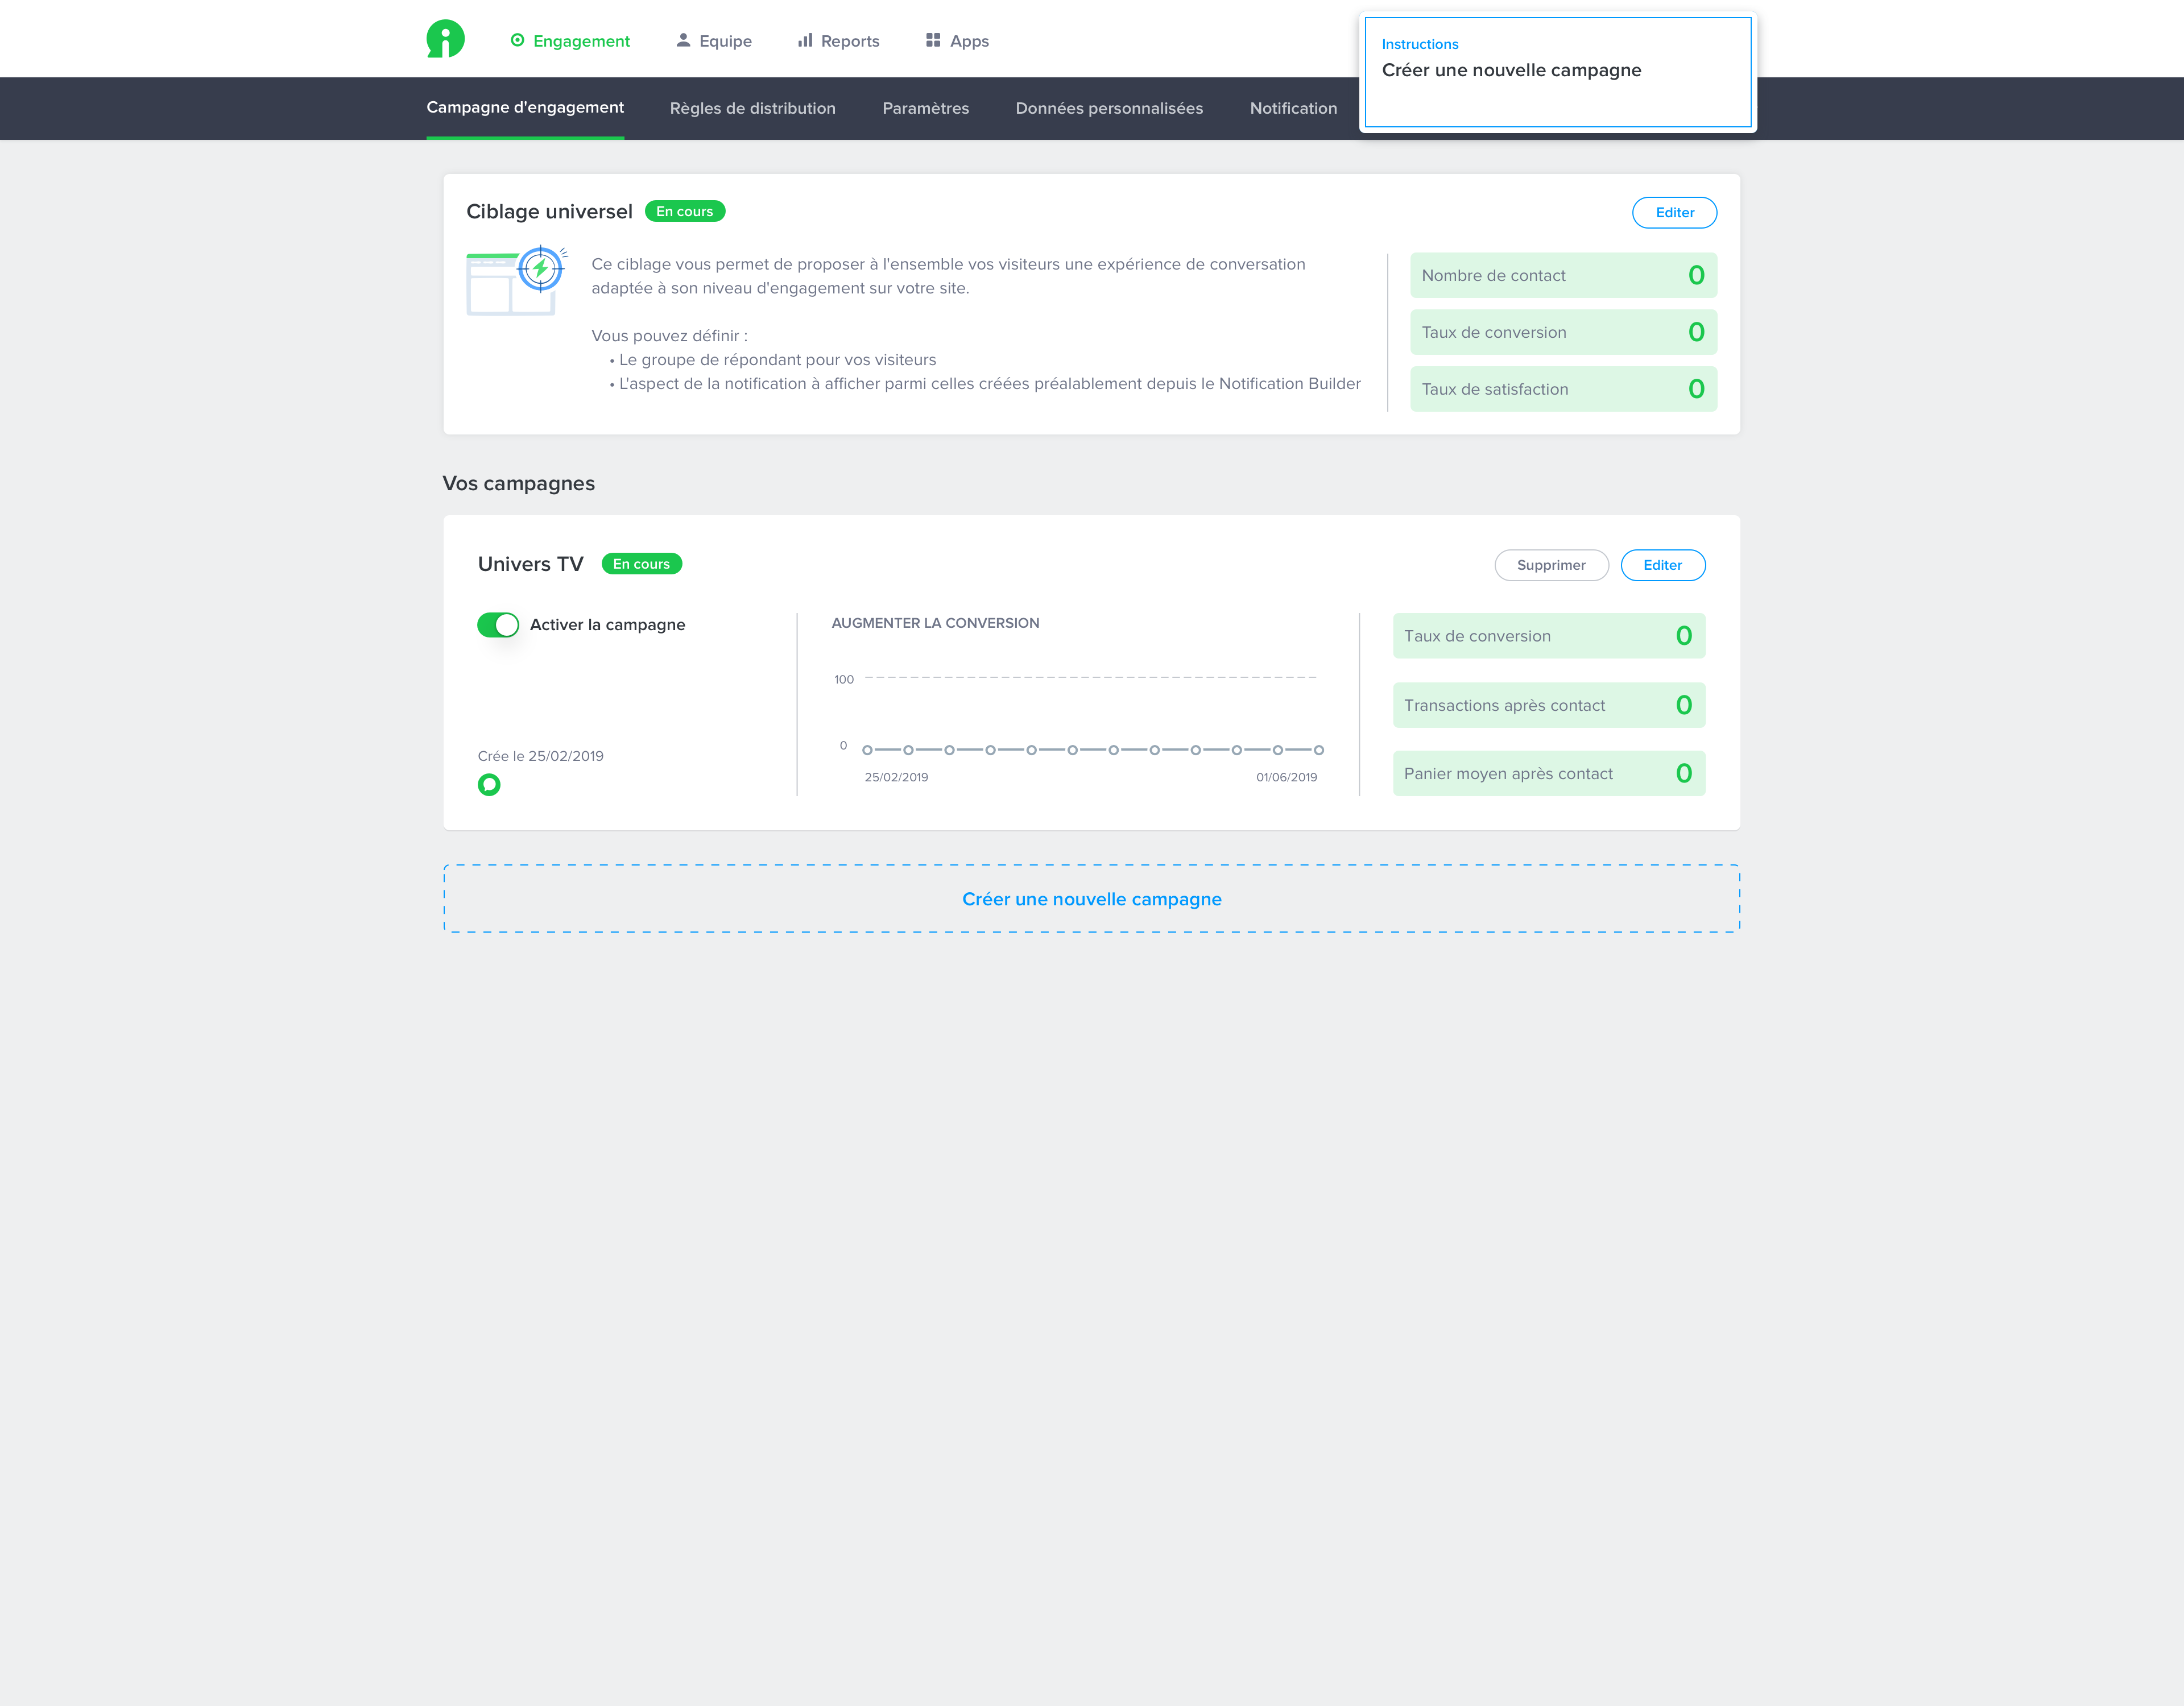 Engagement
Equipe
Reports
Apps
Instructions
Créer une nouvelle campagne
Campagne d'engagement
Règles de distribution
Paramètres
Données personnalisées
Notification
Ciblage universel
En cours
Editer
Ce ciblage vous permet de proposer à l'ensemble vos visiteurs une expérience de conversation
adaptée à son niveau d'engagement sur votre site.
Vous pouvez définir :
• Le groupe de répondant pour vos visiteurs
• L'aspect de la notification à afficher parmi celles créées préalablement depuis le Notification Builder
Nombre de contact 0
Taux de conversion 0
Taux de satisfaction 0
Vos campagnes
Univers TV
En cours
Supprimer
Editer
Activer la campagne
Crée le 25/02/2019
AUGMENTER LA CONVERSION
100
0
25/02/2019
01/06/2019
Taux de conversion 0
Transactions après contact 0
Panier moyen après contact 0
Créer une nouvelle campagne